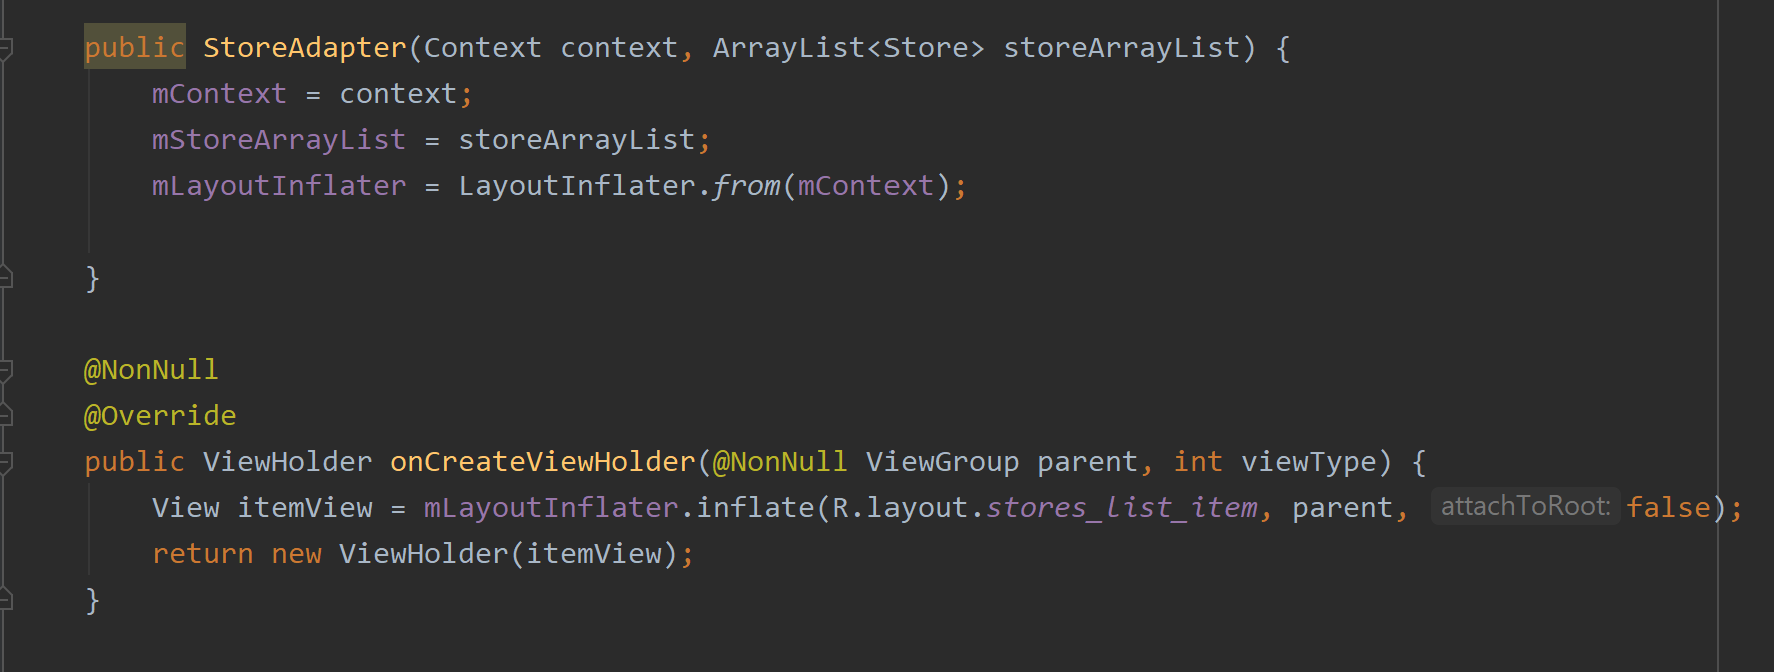 public StoreAdapter(Context context, ArrayList<Store> storeArrayList) {
mContext = context;
mStoreArrayList = storeArrayList;
mLayoutInflater = LayoutInflater.from(mContext);
}
@NonNull
@Override
public ViewHolder onCreateViewHolder(@NonNull ViewGroup parent, int viewType) {
View itemView = mLayoutInflater.inflate(R.layout.stores_list_item, parent, attachToRoot: false);
return new ViewHolder(itemView);
}